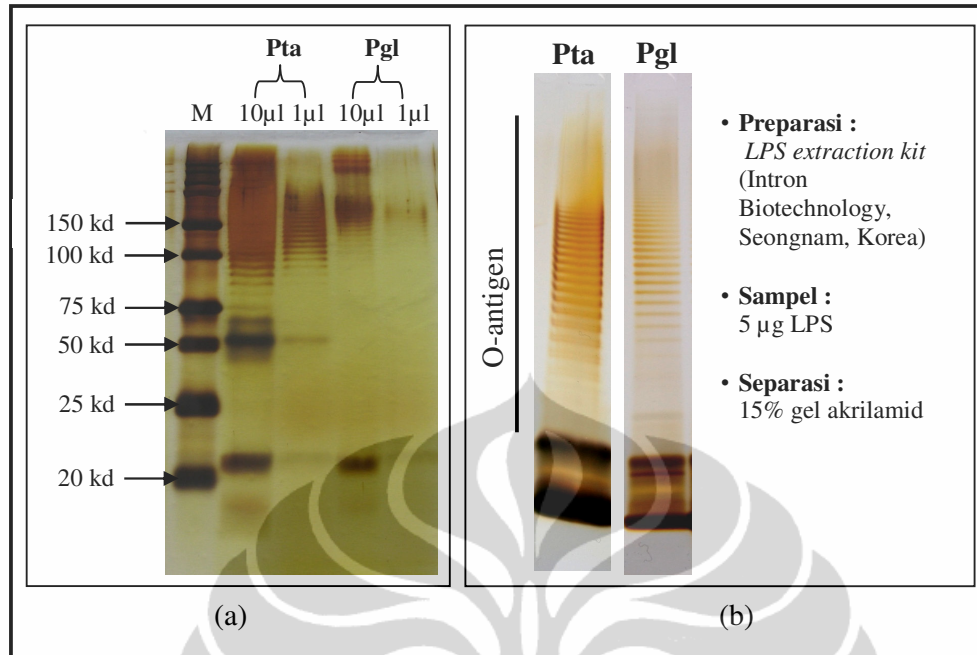 Pta Pgl
M 10µl 1µl 10µl 1µl
150 kd
100 kd
75 kd
50 kd
25 kd
20 kd
(a)
Pta Pgl
O-antigen
3
• Preparasi :
LPS extraction kit
(Intron
Biotechnology,
Seongnam, Korea)
• Sampel :
5 µg LPS
• Separasi :
15% gel akrilamid
(b)